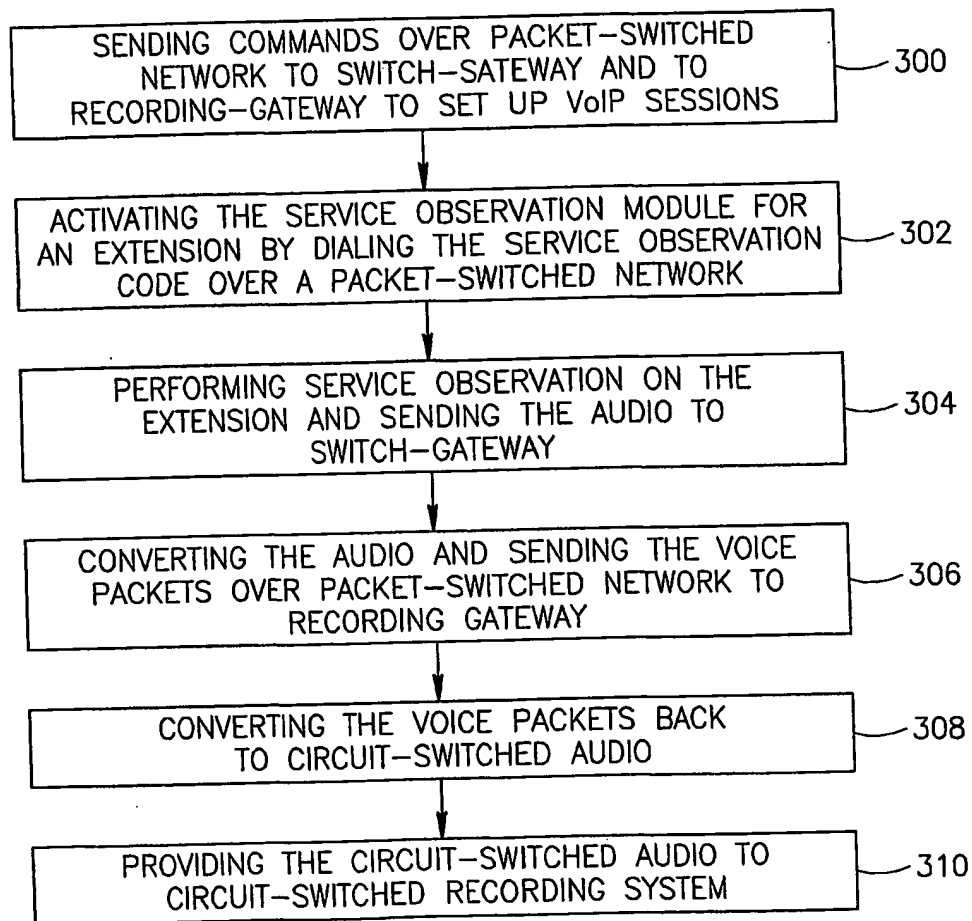 SENDING COMMANDS OVER PACKET-SWITCHED
NETWORK TO SWITCH-SATEWAY AND TO
RECORDING-GATEWAY TO SET UP VoIP SESSIONS
300
ACTIVATING THE SERVICE OBSERVATION MODULE FOR
AN EXTENSION BY DIALING THE SERVICE OBSERVATION
CODE OVER A PACKET-SWITCHED NETWORK
302
PERFORMING SERVICE OBSERVATION ON THE
EXTENSION AND SENDING THE AUDIO TO
SWITCH-GATEWAY
304
CONVERTING THE AUDIO AND SENDING THE VOICE
PACKETS OVER PACKET-SWITCHED NETWORK TO
RECORDING GATEWAY
306
CONVERTING THE VOICE PACKETS BACK
TO CIRCUIT-SWITCHED AUDIO
308
PROVIDING THE CIRCUIT-SWITCHED AUDIO TO
CIRCUIT-SWITCHED RECORDING SYSTEM
310